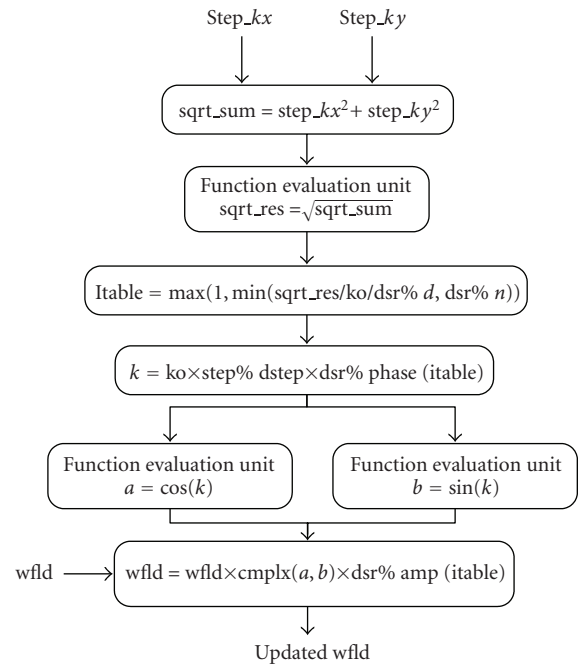 Step_kx Step_ky
sqrt_sum = step_kx² + step_ky²
Function evaluation unit
sqrt_res = √sqrt_sum
Itable = max(1, min(sqrt_res/ko/dsr% d, dsr% n))
k = ko×step% dstep×dsr% phase (itable)
Function evaluation unit
a = cos(k)
Function evaluation unit
b = sin(k)
wfld
wfld = wfld×cmplx(a, b)×dsr% amp (itable)
Updated wfld